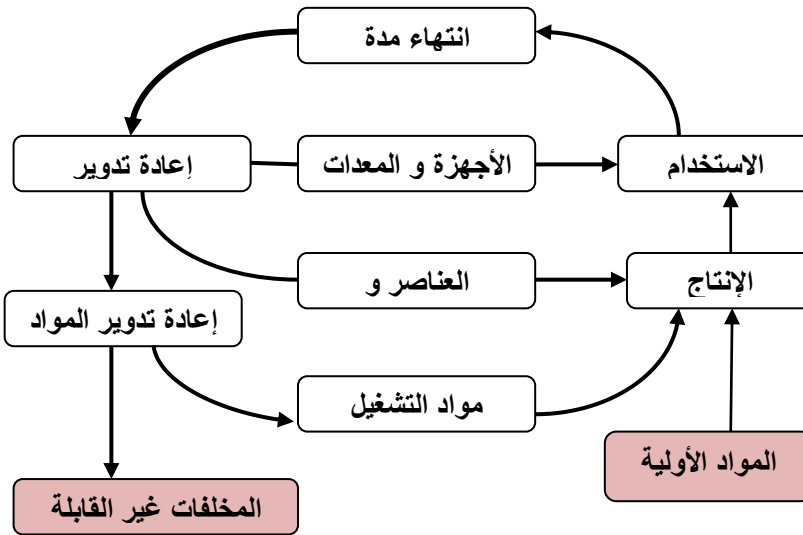 انتهاء مدة
إعادة تدوير
الأجهزة و المعدات
الاستخدام
العناصر و
الإنتاج
إعادة تدوير المواد
مواد التشغيل
المواد الأولية
المخلفات غير القابلة